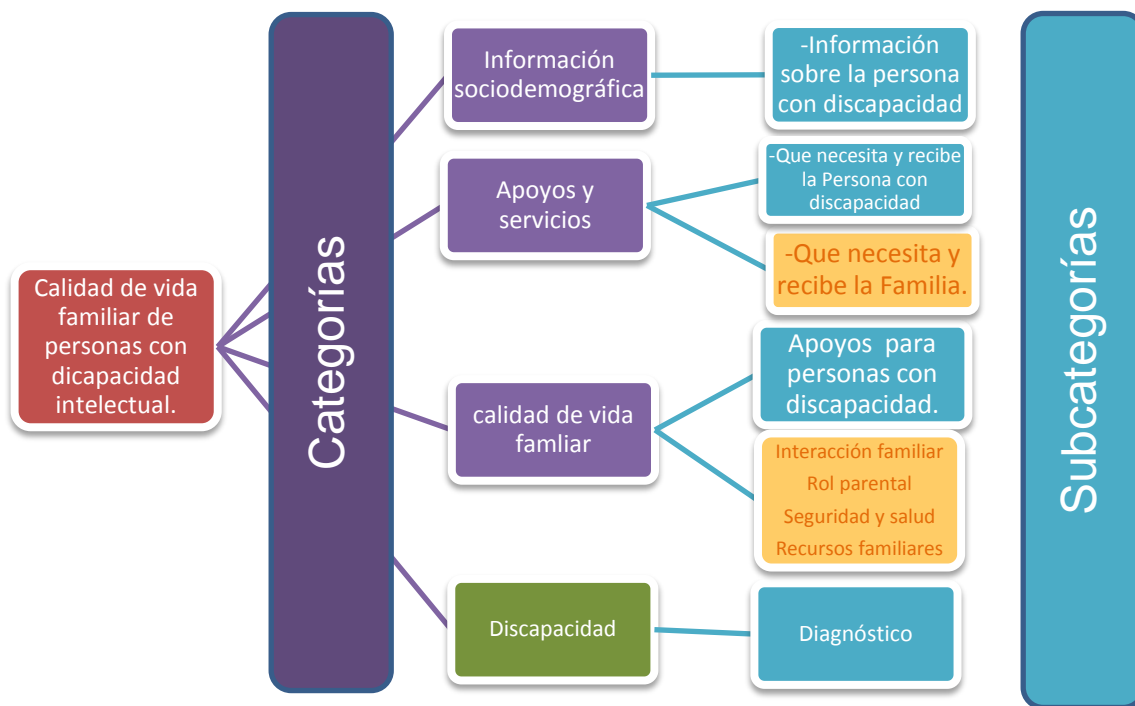 Calidad de vida
familiar de
personas con
dicapacidad
intelectual.
Categorías
Información
sociodemográfica
Apoyos y
servicios
calidad de vida
famliar
Discapacidad
-Información
sobre la persona
con discapacidad
-Que necesita y recibe
la Persona con
discapacidad
-Que necesita y
recibe la Familia.
Apoyos para
personas con
discapacidad.
Interacción familiar
Rol parental
Seguridad y salud
Recursos familiares
Diagnóstico
Subcategorías